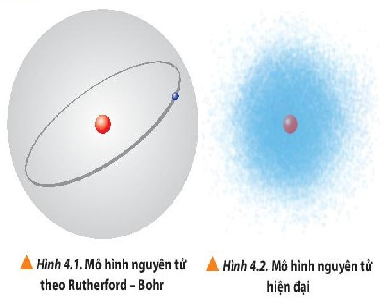 Hình 4.1. Mô hình nguyên tử
theo Rutherford – Bohr
Hình 4.2. Mô hình nguyên tử
hiện đại